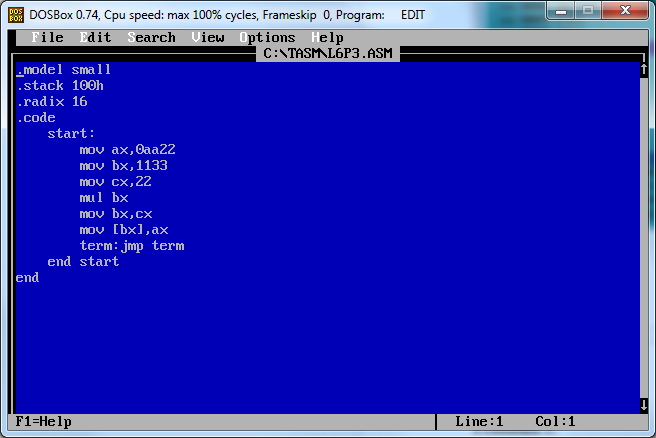 DOSBox 0.74, Cpu speed: max 100% cycles, Frameskip  0, Program:     EDIT
DOS
BOX
File  Edit  Search  View  Options  Help
C:\TASM\L6P3.ASM
.model small
.stack 100h
.radix 16
.code
    start:
        mov ax,0aa22
        mov bx,1133
        mov cx,22
        mul bx
        mov bx,cx
        mov [bx],ax
        term:jmp term
    end start
end
F1=Help    Line:1    Col:1